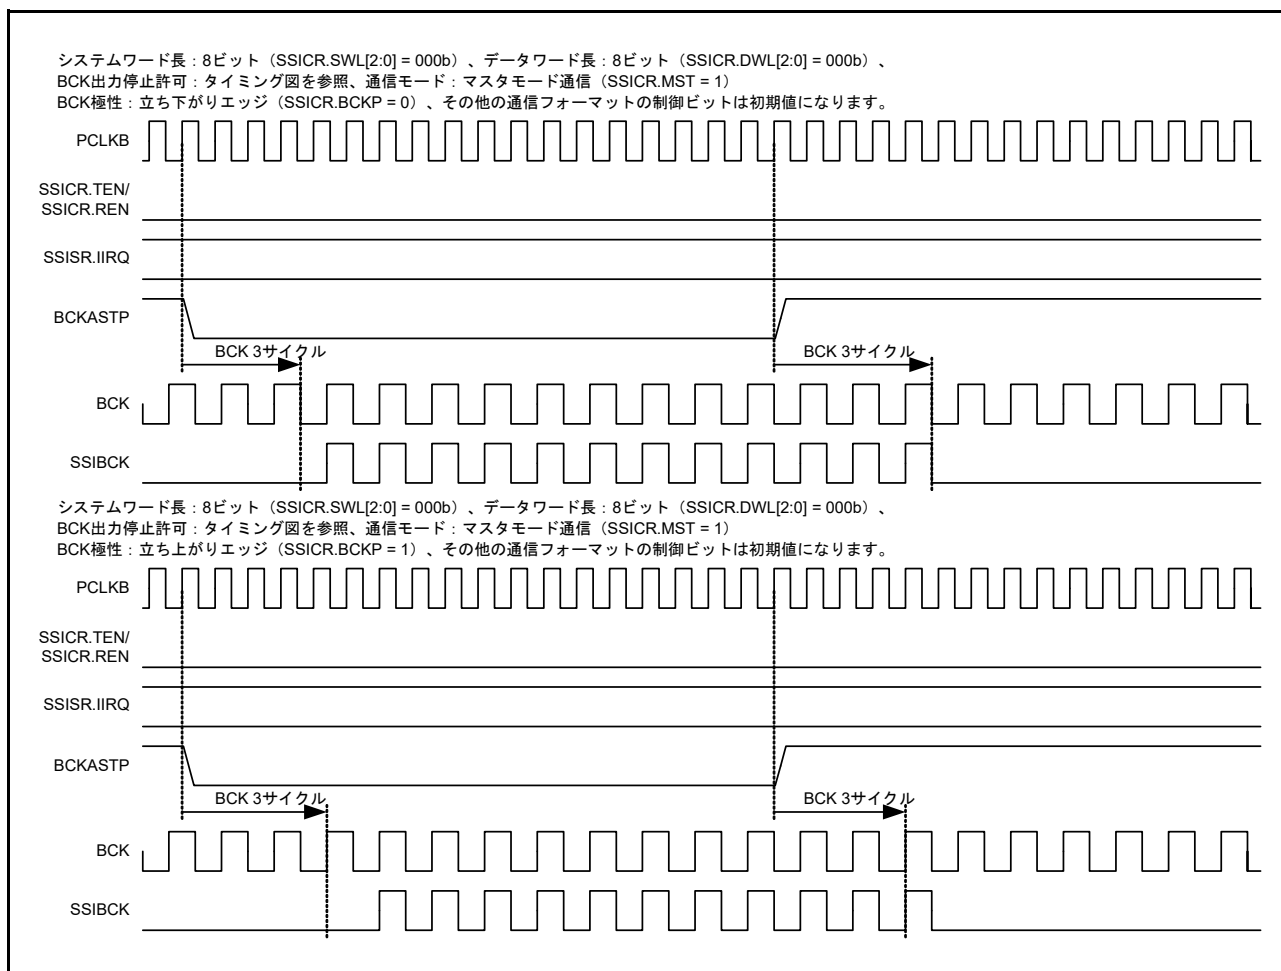 システムワード長：8ビット（SSICR.SWL[2:0] = 000b）、データワード長：8ビット（SSICR.DWL[2:0] = 000b）、
BCK出力停止許可：タイミング図を参照、通信モード：マスタモード通信（SSICR.MST = 1）
BCK極性：立ち下がりエッジ（SSICR.BCKP = 0）、その他の通信フォーマットの制御ビットは初期値になります。
PCLKB
SSICR.TEN/
SSICR.REN
SSISR.IIRQ
BCKASTP
BCK 3サイクル BCK 3サイクル
BCK
SSIBCK
システムワード長：8ビット（SSICR.SWL[2:0] = 000b）、データワード長：8ビット（SSICR.DWL[2:0] = 000b）、
BCK出力停止許可：タイミング図を参照、通信モード：マスタモード通信（SSICR.MST = 1）
BCK極性：立ち上がりエッジ（SSICR.BCKP = 1）、その他の通信フォーマットの制御ビットは初期値になります。
PCLKB
SSICR.TEN/
SSICR.REN
SSISR.IIRQ
BCKASTP
BCK 3サイクル BCK 3サイクル
BCK
SSIBCK